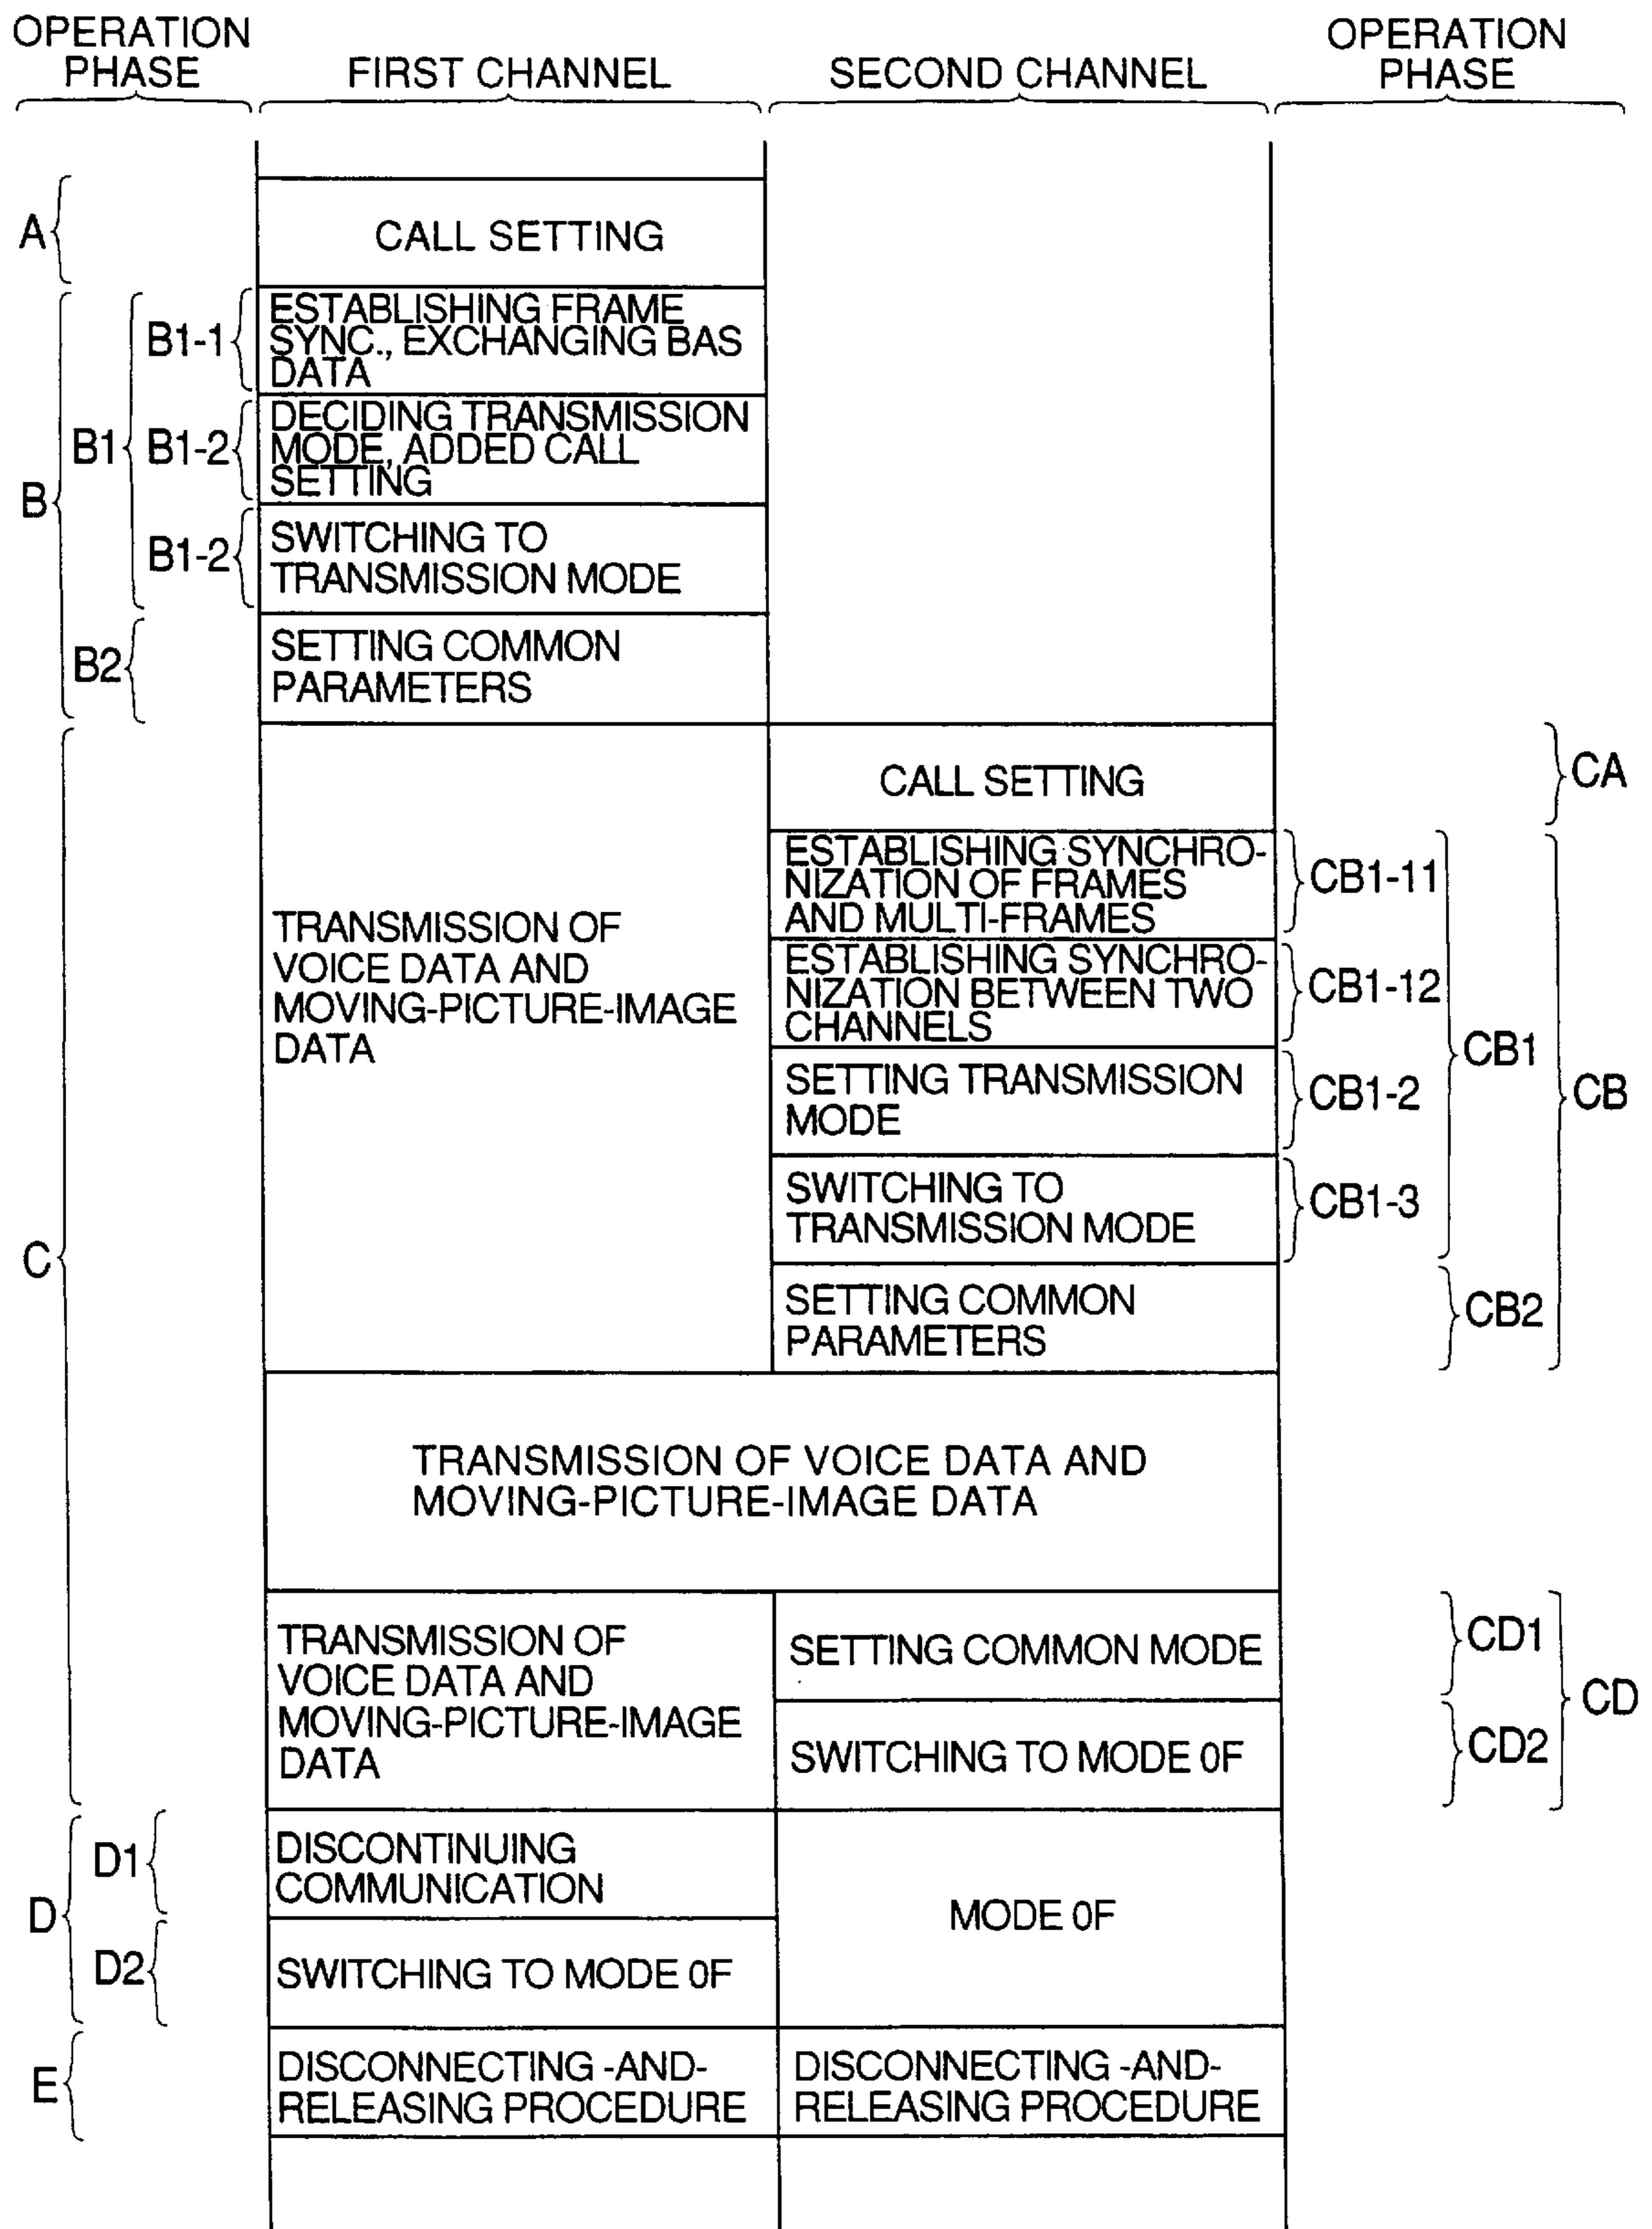 OPERATION
PHASE
FIRST CHANNEL
SECOND CHANNEL
OPERATION
PHASE
A
CALL SETTING
B
B1
B1-1
ESTABLISHING FRAME
SYNC., EXCHANGING BAS
DATA
B1-2
DECIDING TRANSMISSION
MODE, ADDED CALL
SETTING
B1-2
SWITCHING TO
TRANSMISSION MODE
B2
SETTING COMMON
PARAMETERS
C
TRANSMISSION OF
VOICE DATA AND
MOVING-PICTURE-IMAGE
DATA
CALL SETTING
CA
ESTABLISHING SYNCHRO-
NIZATION OF FRAMES
AND MULTI-FRAMES
CB1-11
ESTABLISHING SYNCHRO-
NIZATION BETWEEN TWO
CHANNELS
CB1-12
SETTING TRANSMISSION
MODE
CB1-2
SWITCHING TO
TRANSMISSION MODE
CB1-3
CB1
CB
SETTING COMMON
PARAMETERS
CB2
TRANSMISSION OF VOICE DATA AND
MOVING-PICTURE-IMAGE DATA
TRANSMISSION OF
VOICE DATA AND
MOVING-PICTURE-IMAGE
DATA
SETTING COMMON MODE
CD1
SWITCHING TO MODE 0F
CD2
CD
D
D1
DISCONTINUING
COMMUNICATION
MODE 0F
D2
SWITCHING TO MODE 0F
E
DISCONNECTING -AND-
RELEASING PROCEDURE
DISCONNECTING -AND-
RELEASING PROCEDURE